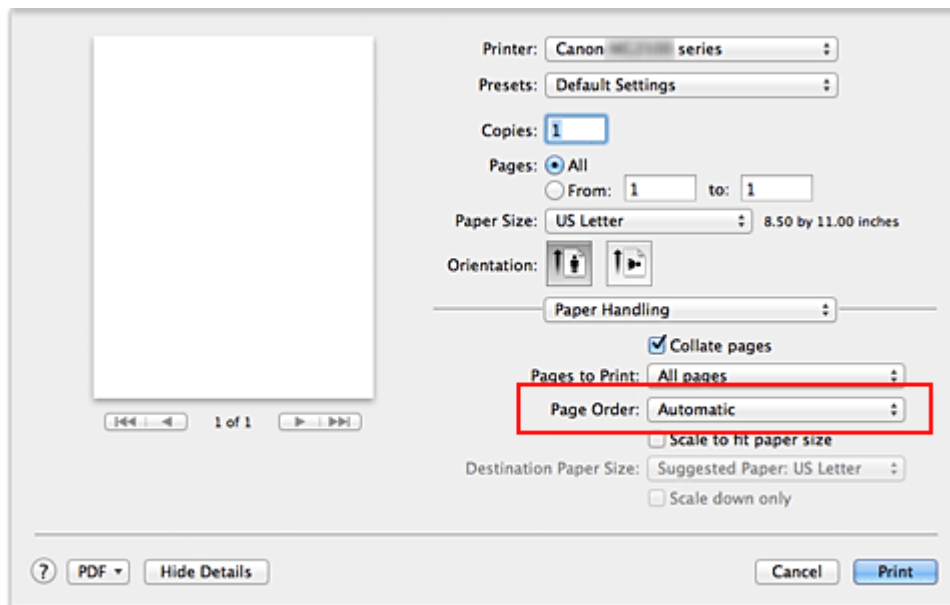 Printer: Canon series
Presets: Default Settings
Copies: 1
Pages: All
From: 1 to: 1
Paper Size: US Letter 8.50 by 11.00 inches
Orientation:
Paper Handling
Collate pages
Pages to Print: All pages
Page Order: Automatic
1 of 1
Scale to fit paper size
Destination Paper Size: Suggested Paper: US Letter
Scale down only
? PDF Hide Details Cancel Print